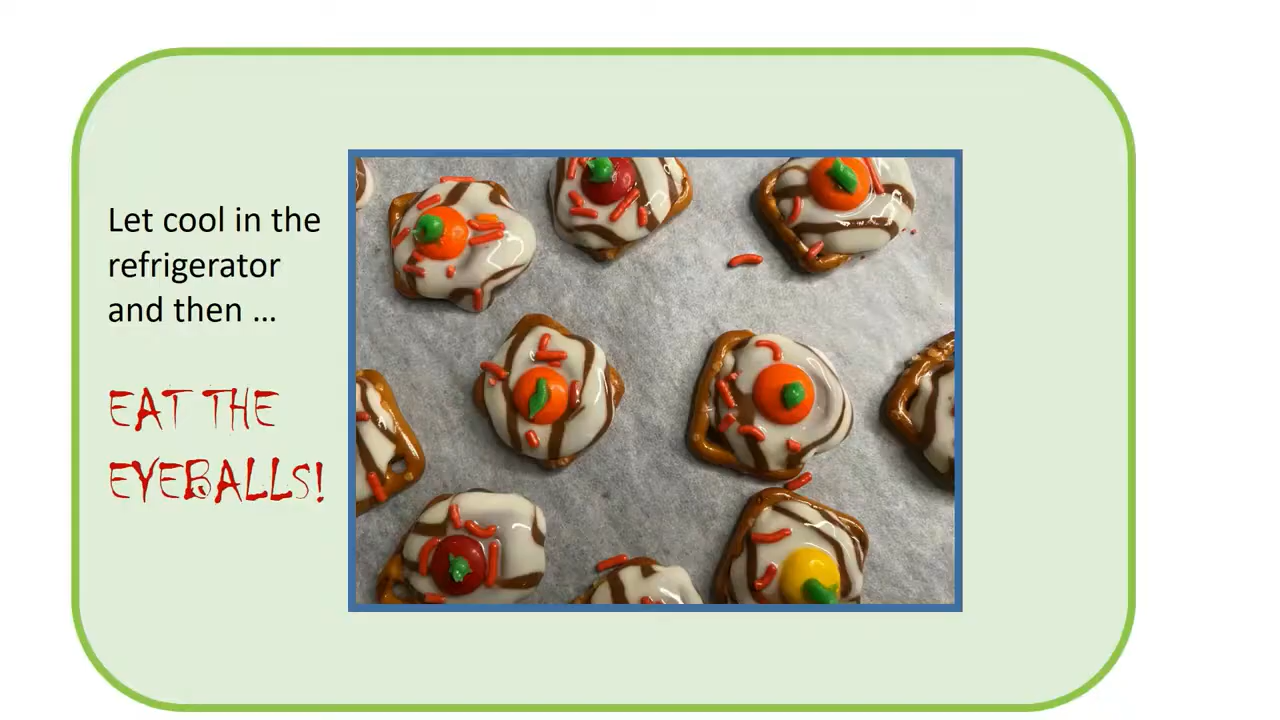 Let cool in the
refrigerator
and then …
EAT THE
EYEBALLS!